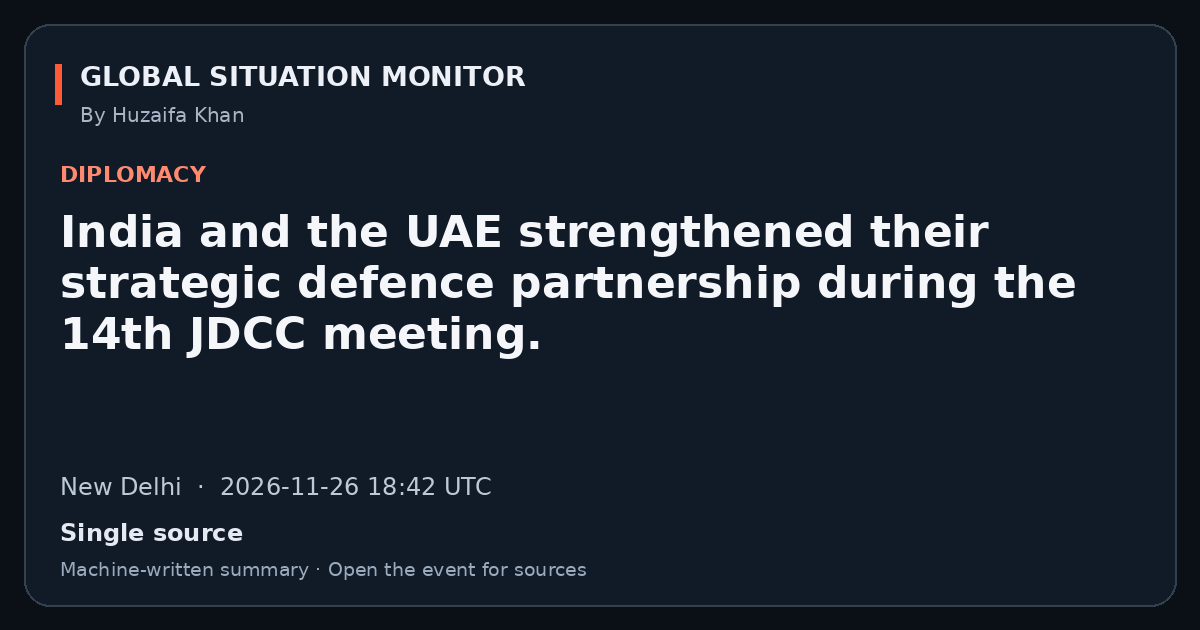 GLOBAL SITUATION MONITOR
By Huzaifa Khan
DIPLOMACY
India and the UAE strengthened their
strategic defence partnership during the
14th JDCC meeting.
New Delhi · 2026-11-26 18:42 UTC
Single source
Machine-written summary · Open the event for sources